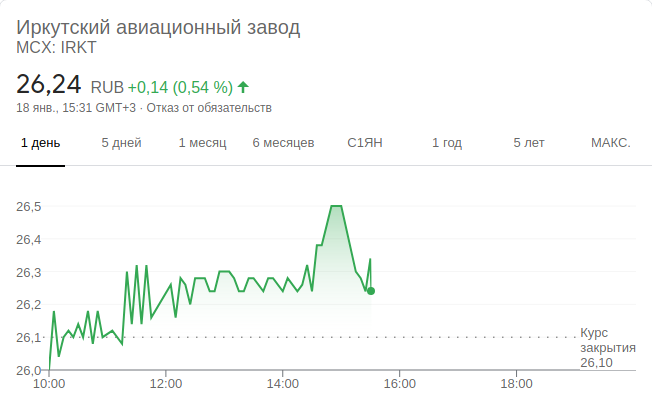 Иркутский авиационный завод
MCX: IRKT
26,24 RUB +0,14 (0,54 %)
18 янв., 15:31 GMT+3 · Отказ от обязательств
1 день 5 дней 1 месяц 6 месяцев С1ЯН 1 год 5 лет МАКС.
26,5
26,4
26,3
26,2
26,1
26,0
Курс
закрытия
26,10
10:00 12:00 14:00 16:00 18:00